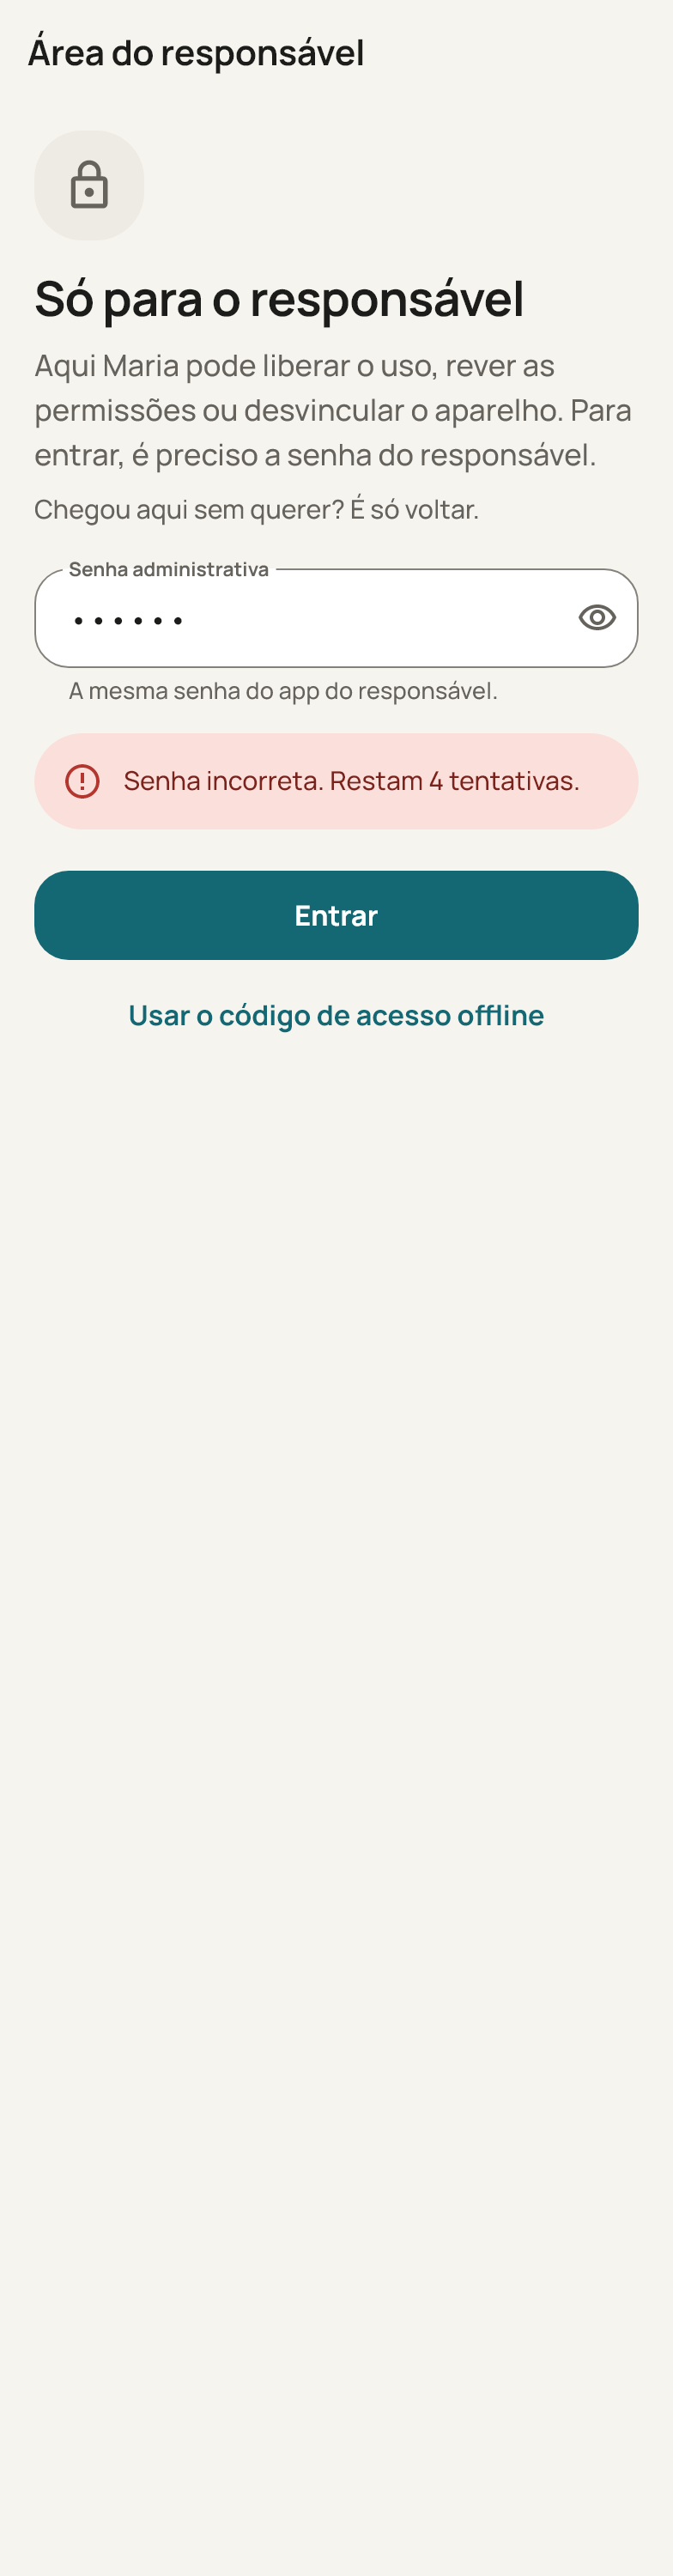 Área do responsável
Só para o responsável
Aqui Maria pode liberar o uso, rever as
permissões ou desvincular o aparelho. Para
entrar, é preciso a senha do responsável.
Chegou aqui sem querer? É só voltar.
Senha administrativa
••••••
A mesma senha do app do responsável.
Senha incorreta. Restam 4 tentativas.
Entrar
Usar o código de acesso offline